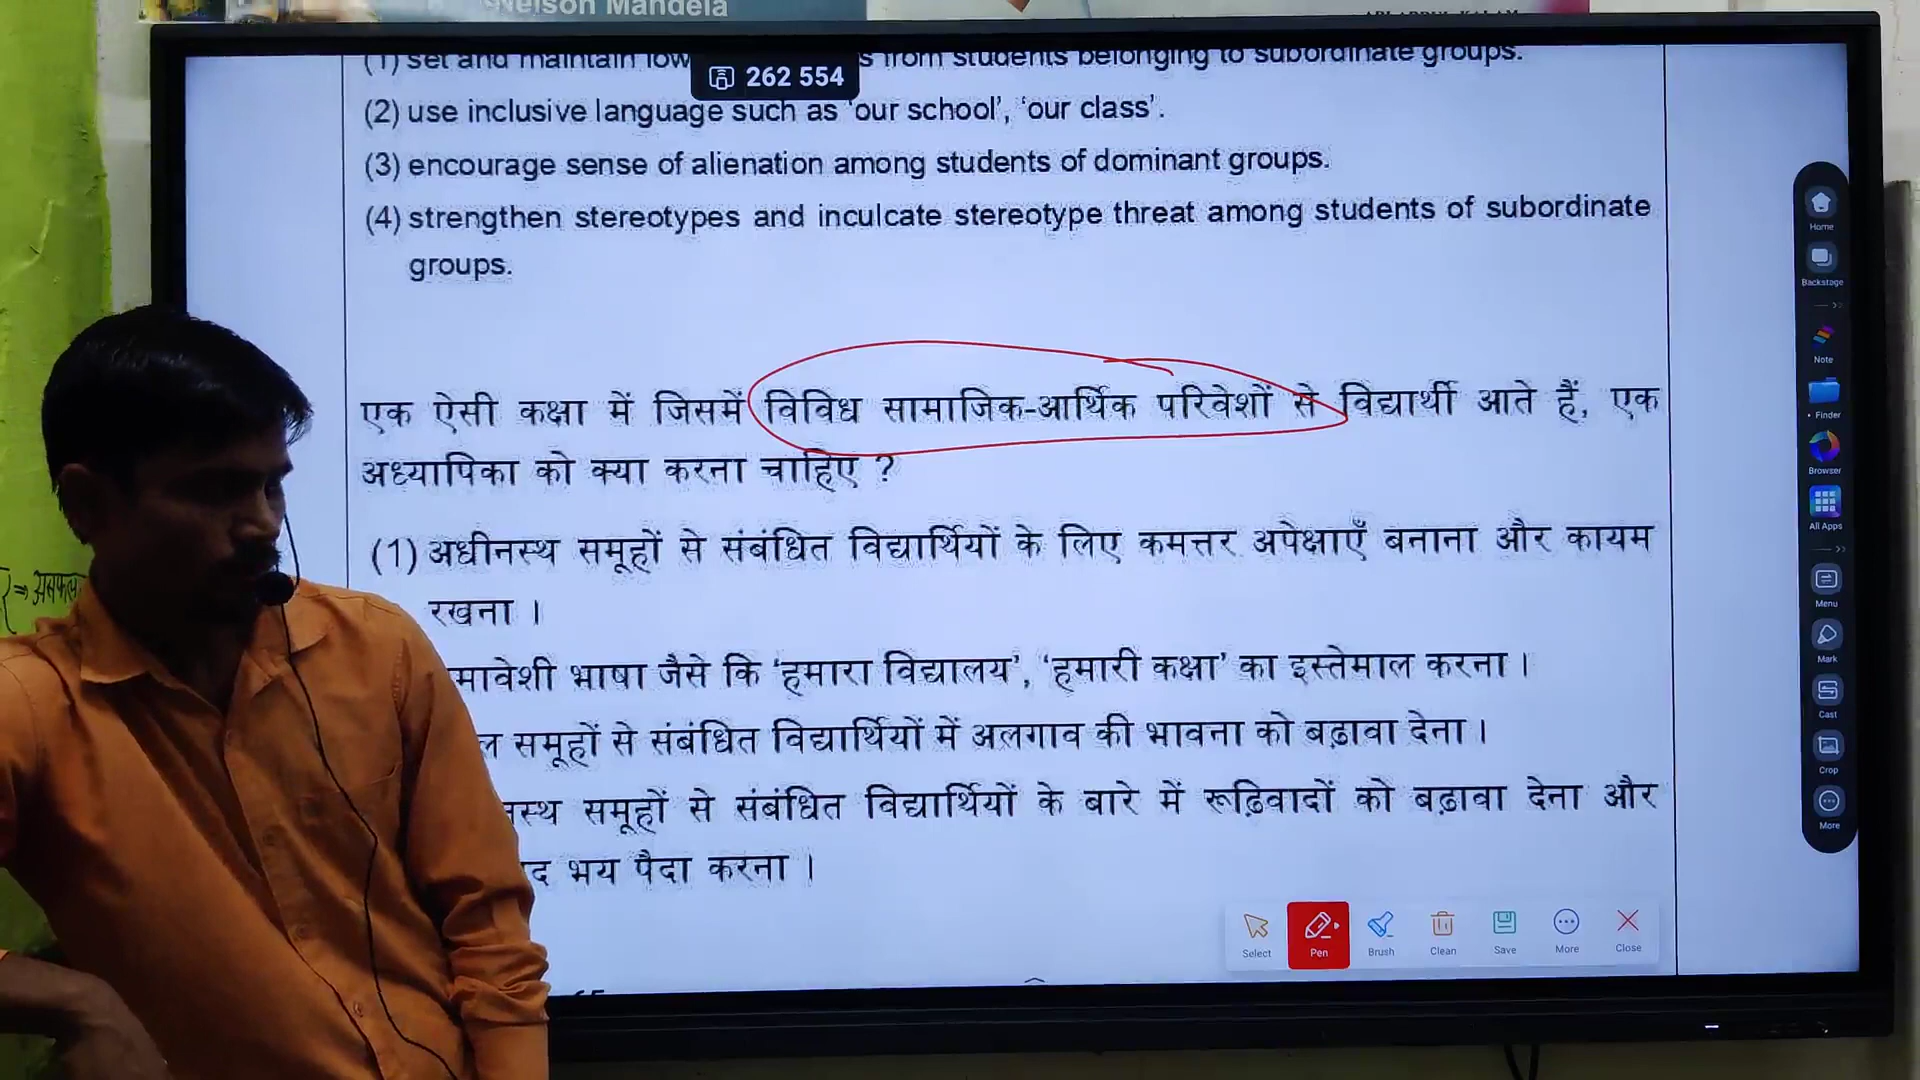 Nelson Mandela
(1) set and maintain low s from students belonging to subordinate groups.
262 554
(2) use inclusive language such as ‘our school’, ‘our class’.
(3) encourage sense of alienation among students of dominant groups.
(4) strengthen stereotypes and inculcate stereotype threat among students of subordinate
groups.
एक ऐसी कक्षा में जिसमें विविध सामाजिक-आर्थिक परिवेशों से विद्यार्थी आते हैं, एक
अध्यापिका को क्या करना चाहिए ?
(1) अधीनस्थ समूहों से संबंधित विद्यार्थियों के लिए कमत्तर अपेक्षाएँ बनाना और कायम
रखना ।
मावेशी भाषा जैसे कि ‘हमारा विद्यालय’, ‘हमारी कक्षा’ का इस्तेमाल करना ।
ल समूहों से संबंधित विद्यार्थियों में अलगाव की भावना को बढ़ावा देना ।
नस्थ समूहों से संबंधित विद्यार्थियों के बारे में रूढ़िवादों को बढ़ावा देना और
द भय पैदा करना ।
Home
Backstage
Note
Finder
Browser
All Apps
Menu
Mark
Cast
Crop
More
Select
Pen
Brush
Clean
Save
More
Close